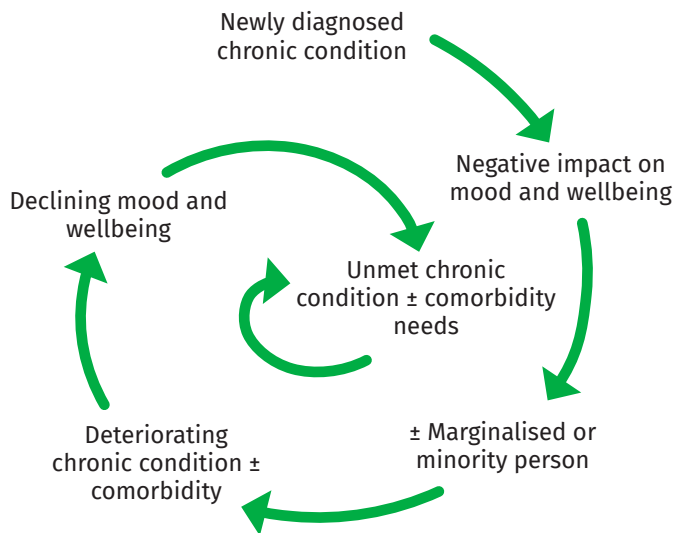 Newly diagnosed
chronic condition
Negative impact on
mood and wellbeing
± Marginalised or
minority person
Deteriorating
chronic condition ±
comorbidity
Declining mood and
wellbeing
Unmet chronic
condition ± comorbidity
needs